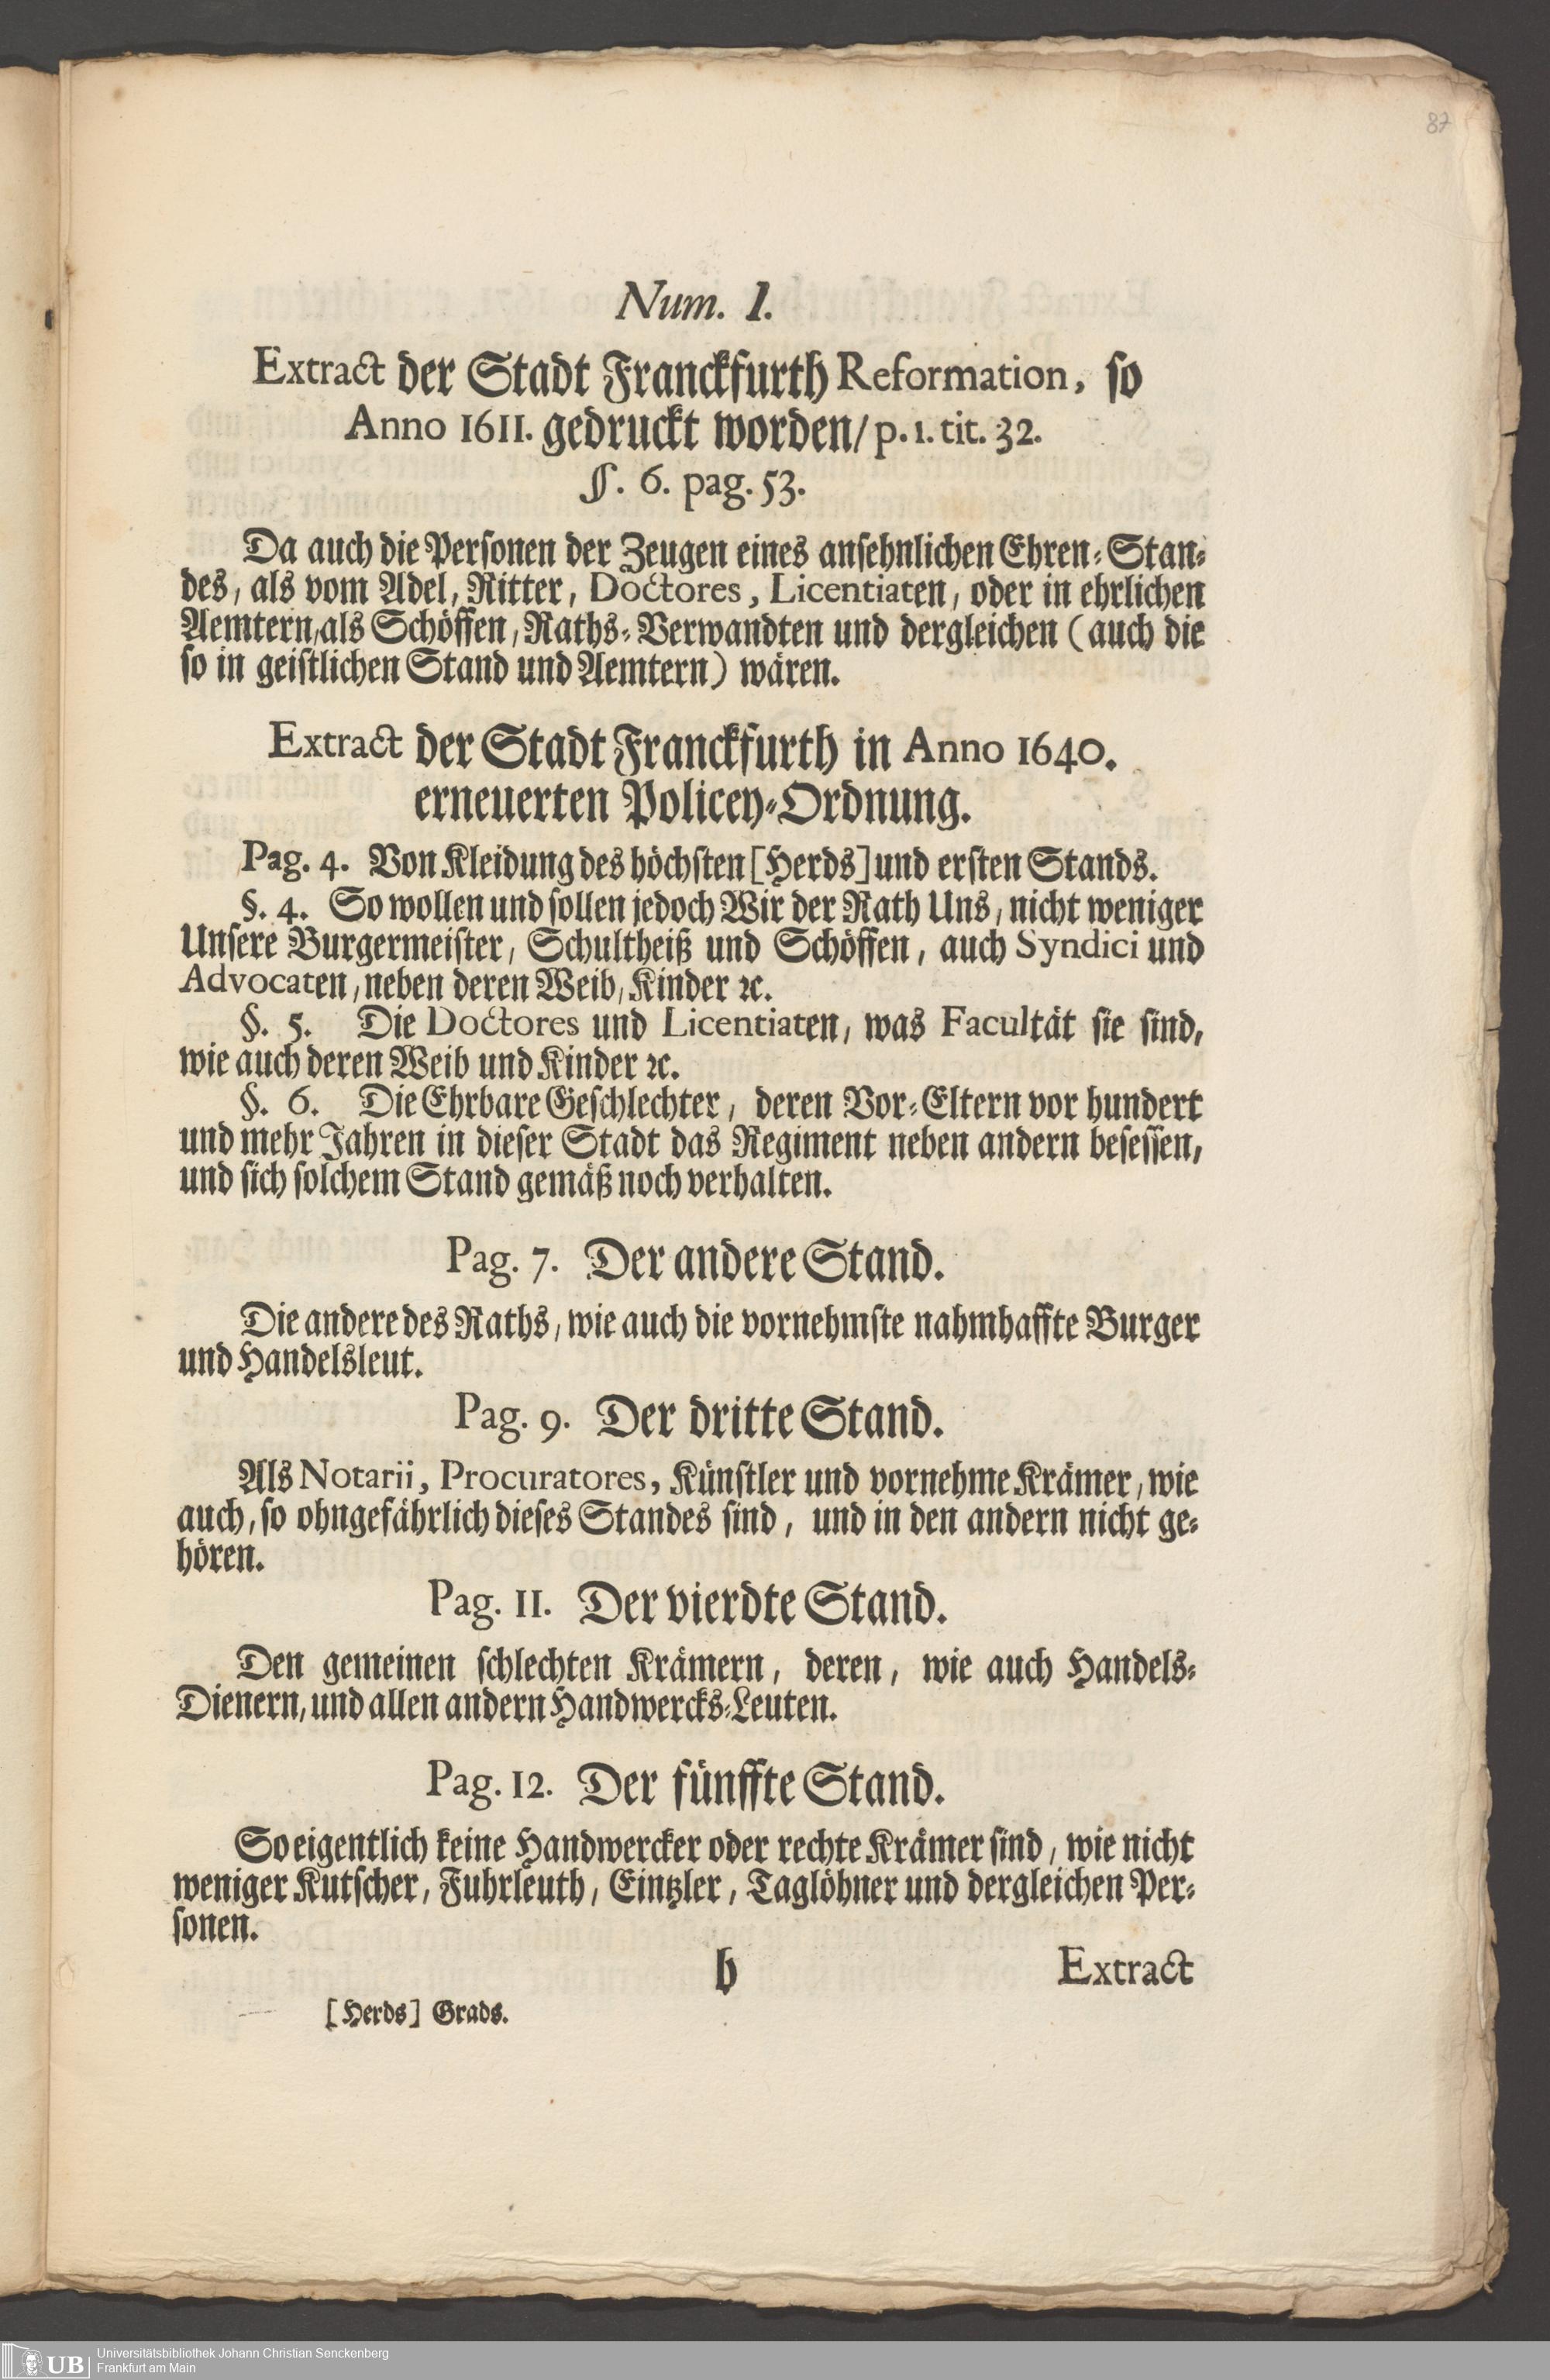 87
Num. I.
Extract der Stadt Franckfurth Reformation, so
Anno 1611. gedruckt worden/ p. 1. tit. 32.
§. 6. pag. 53.
Da auch die Personen der Zeugen eines ansehnlichen Ehren-Stan-
des, als vom Adel, Ritter, Doctores, Licentiaten, oder in ehrlichen
Aemtern, als Schöffen, Raths-Verwandten und dergleichen (auch die
so in geistlichen Stand und Aemtern) wären.
Extract der Stadt Franckfurth in Anno 1640.
erneuerten Policey-Ordnung.
Pag. 4. Von Kleidung des höchsten [Herds] und ersten Stands.
§. 4. So wollen und sollen jedoch Wir der Rath Uns, nicht weniger
Unsere Burgermeister, Schultheiß und Schöffen, auch Syndici und
Advocaten, neben deren Weib, Kinder ꝛc.
§. 5. Die Doctores und Licentiaten, was Facultät sie sind,
wie auch deren Weib und Kinder ꝛc.
§. 6. Die Ehrbare Geschlechter, deren Vor-Eltern vor hundert
und mehr Jahren in dieser Stadt das Regiment neben andern besessen,
und sich solchem Stand gemäß noch verhalten.
Pag. 7. Der andere Stand.
Die andere des Raths, wie auch die vornehmste nahmhaffte Burger
und Handelsleut.
Pag. 9. Der dritte Stand.
Als Notarii, Procuratores, Künstler und vornehme Krämer, wie
auch, so ohngefährlich dieses Standes sind, und in den andern nicht ge-
hören.
Pag. 11. Der vierdte Stand.
Den gemeinen schlechten Krämern, deren, wie auch Handels-
Dienern, und allen andern Handwercks-Leuten.
Pag. 12. Der fünffte Stand.
So eigentlich keine Handwercker oder rechte Krämer sind, wie nicht
weniger Kutscher, Fuhrleuth, Eintzler, Taglöhner und dergleichen Per-
sonen.
b Extract
[Herds] Grads.
UB Universitätsbibliothek Johann Christian Senckenberg
Frankfurt am Main